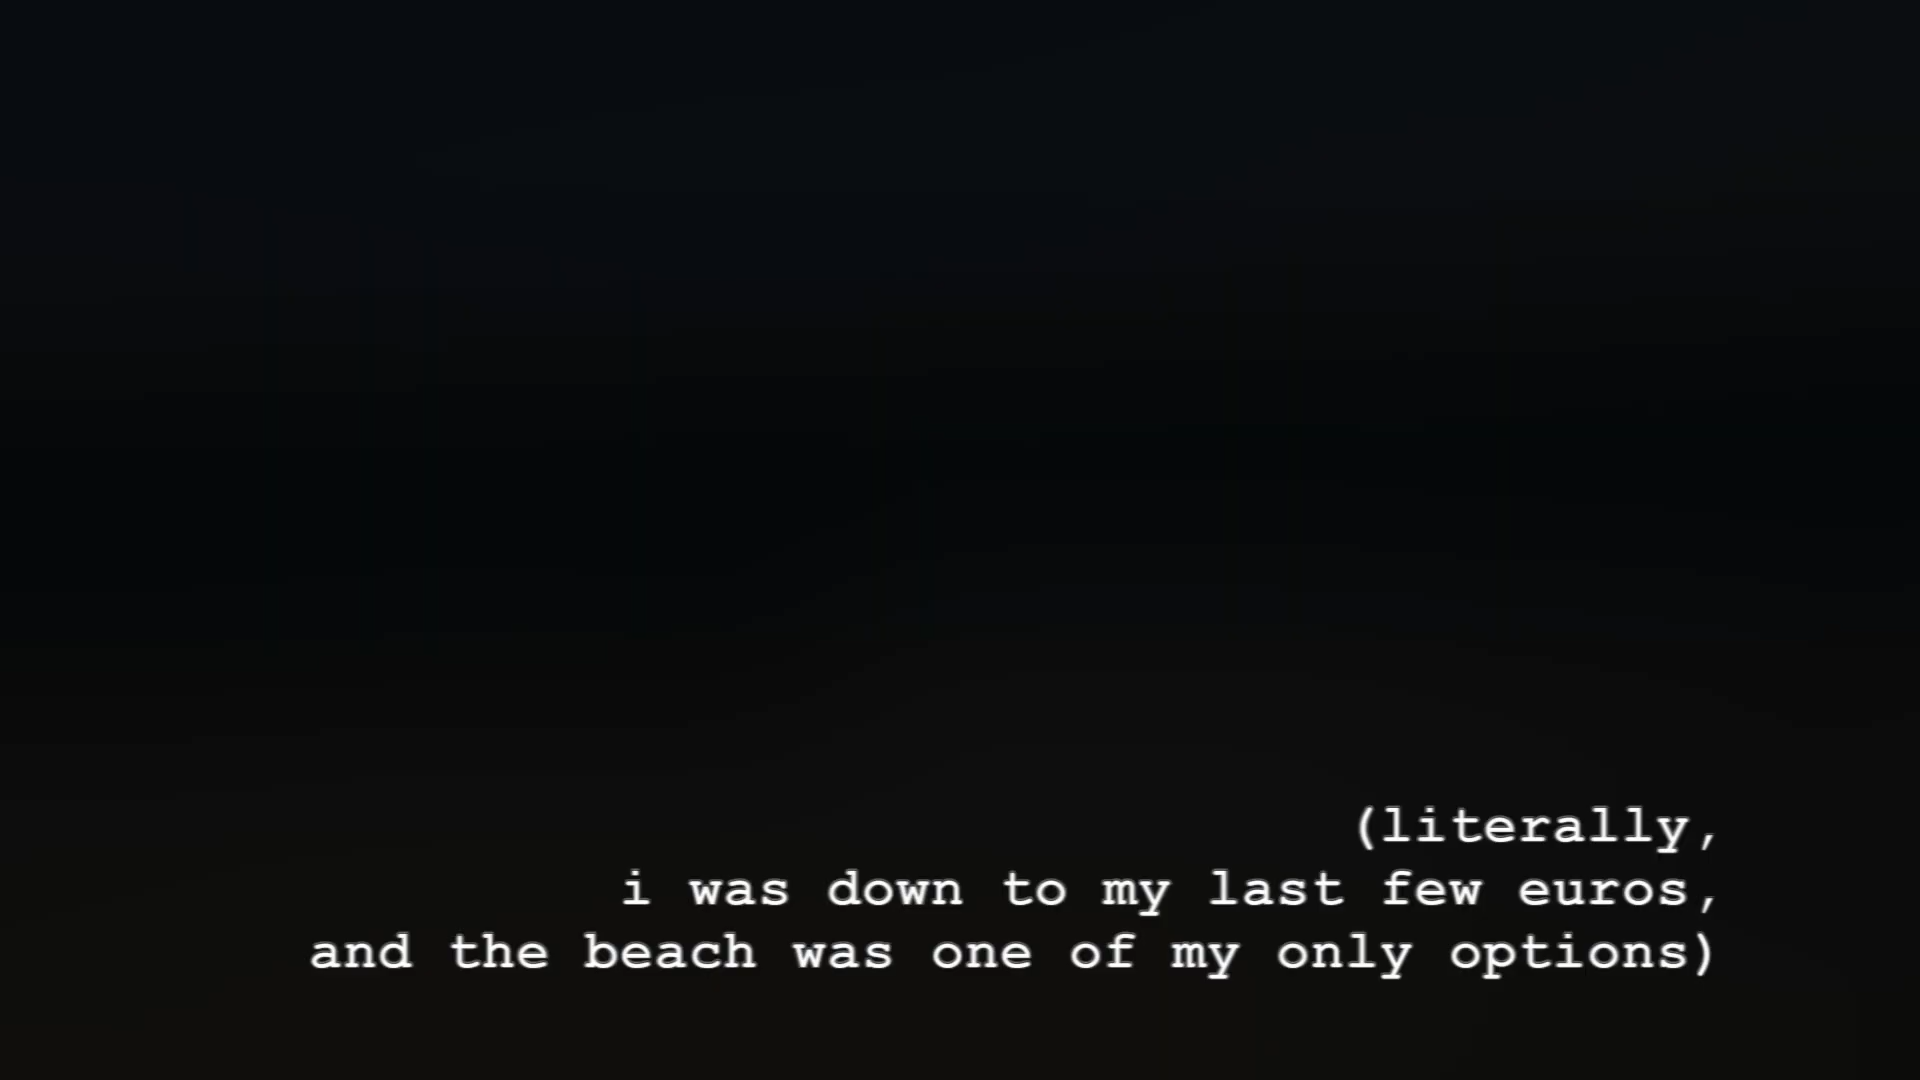 (literally,
i was down to my last few euros,
and the beach was one of my only options)